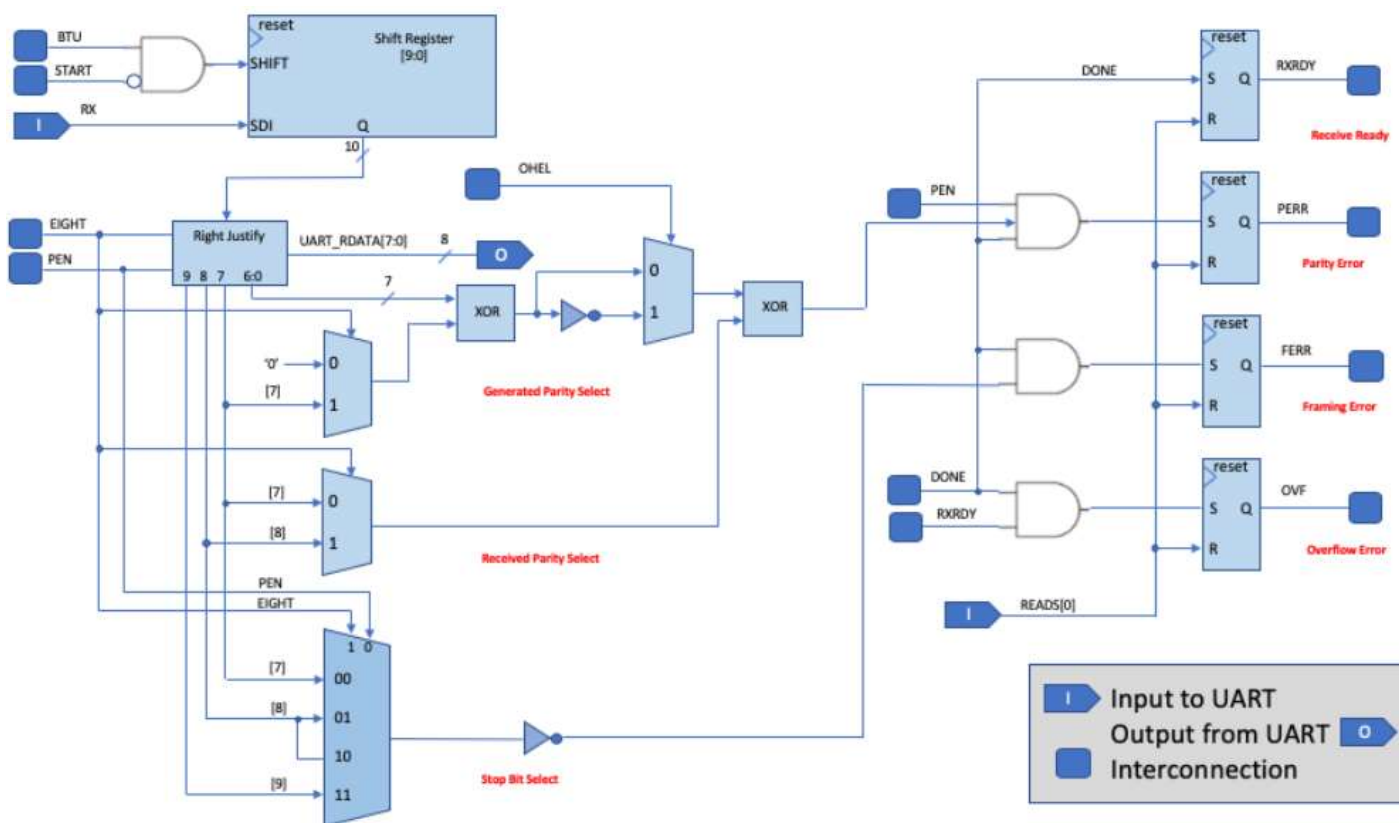 BTU
START
RX
I
reset
Shift Register
[9:0]
SHIFT
SDI
Q
10
OHEL
EIGHT
PEN
Right Justify
9 8 7 6:0
UART_RDATA[7:0]
8
O
7
XOR
0
1
XOR
'0'
0
[7]
1
Generated Parity Select
[7]
0
[8]
1
Received Parity Select
PEN
EIGHT
1 0
[7]
00
[8]
01
10
[9]
11
Stop Bit Select
DONE
reset
S Q
R
RXRDY
Receive Ready
PEN
reset
S Q
R
PERR
Parity Error
reset
S Q
R
FERR
Framing Error
DONE
RXRDY
reset
S Q
R
OVF
Overflow Error
I
READS[0]
I
Input to UART
Output from UART
O
Interconnection